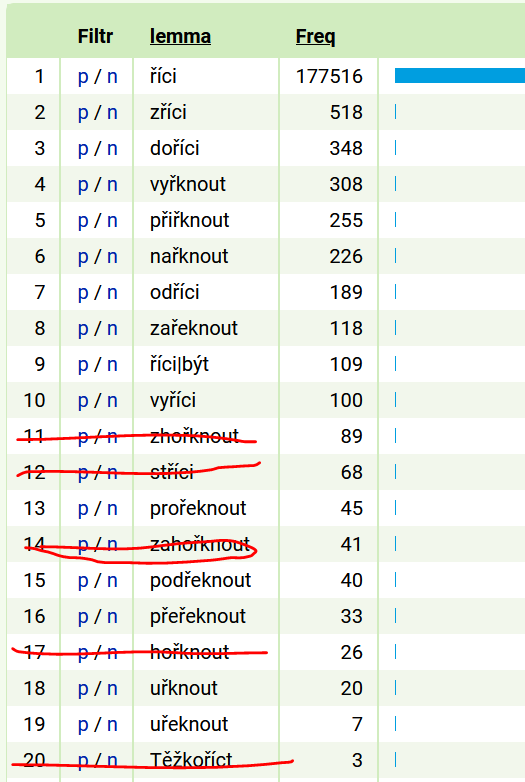 Filtr lemma Freq
1 p / n říci 177516
2 p / n zříci 518
3 p / n doříci 348
4 p / n vyřknout 308
5 p / n přiřknout 255
6 p / n nařknout 226
7 p / n odříci 189
8 p / n zařeknout 118
9 p / n říci|být 109
10 p / n vyříci 100
11 p / n zhořknout 89
12 p / n stříci 68
13 p / n prořeknout 45
14 p / n zahořknout 41
15 p / n podřeknout 40
16 p / n přeřeknout 33
17 p / n hořknout 26
18 p / n uřknout 20
19 p / n uřeknout 7
20 p / n Těžkoříct 3